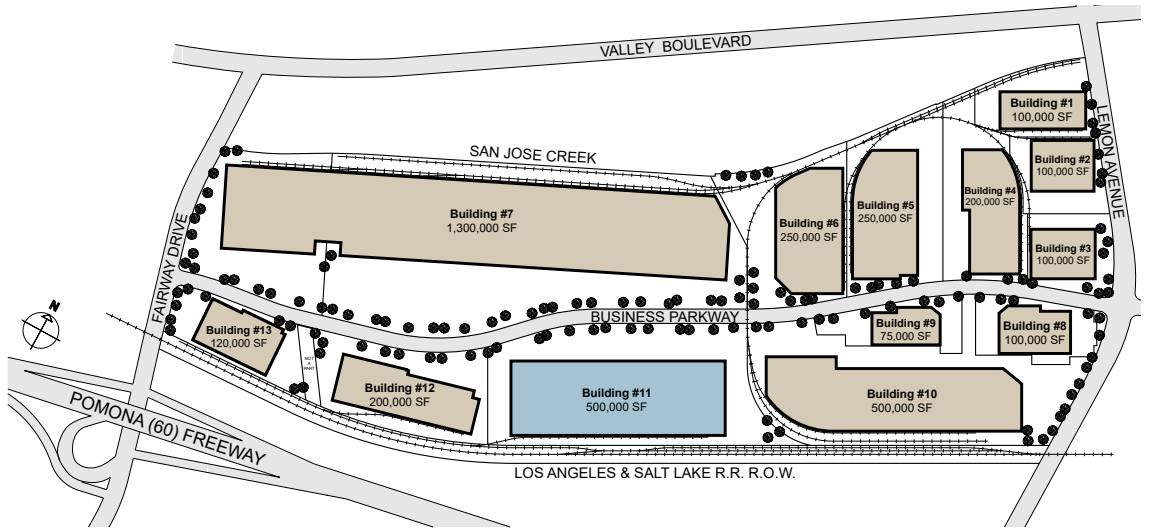 VALLEY BOULEVARD
Building #1
100,000 SF
LEMON AVENUE
SAN JOSE CREEK
Building #2
100,000 SF
Building #4
200,000 SF
Building #5
250,000 SF
Building #7
1,300,000 SF
Building #6
250,000 SF
Building #3
100,000 SF
FAIRWAY DRIVE
N
BUSINESS PARKWAY
Building #13
120,000 SF
Building #9
75,000 SF
Building #8
100,000 SF
NOT
A
PART
Building #12
200,000 SF
Building #11
500,000 SF
Building #10
500,000 SF
POMONA (60) FREEWAY
LOS ANGELES & SALT LAKE R.R. R.O.W.